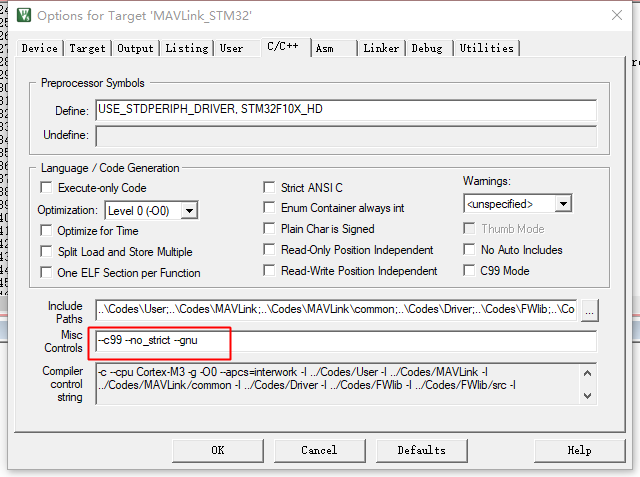 Options for Target 'MAVLink_STM32'
Device Target Output Listing User C/C++ Asm Linker Debug Utilities
Preprocessor Symbols
Define: USE_STDPERIPH_DRIVER, STM32F10X_HD
Undefine:
Language / Code Generation
Execute-only Code
Strict ANSI C
Warnings:
Optimization: Level 0 (-O0)
Enum Container always int
<unspecified>
Optimize for Time
Plain Char is Signed
Thumb Mode
Split Load and Store Multiple
Read-Only Position Independent
No Auto Includes
One ELF Section per Function
Read-Write Position Independent
C99 Mode
Include Paths
..\Codes\User;..\Codes\MAVLink;..\Codes\MAVLink\common;..\Codes\Driver;..\Codes\FWlib;..\Co
...
Misc Controls
--c99 --no_strict --gnu
Compiler control string
-c --cpu Cortex-M3 -g -O0 --apcs=interwork -I ../Codes/User -I ../Codes/MAVLink -I
../Codes/MAVLink/common -I ../Codes/Driver -I ../Codes/FWlib -I ../Codes/FWlib/src -I
OK Cancel Defaults Help